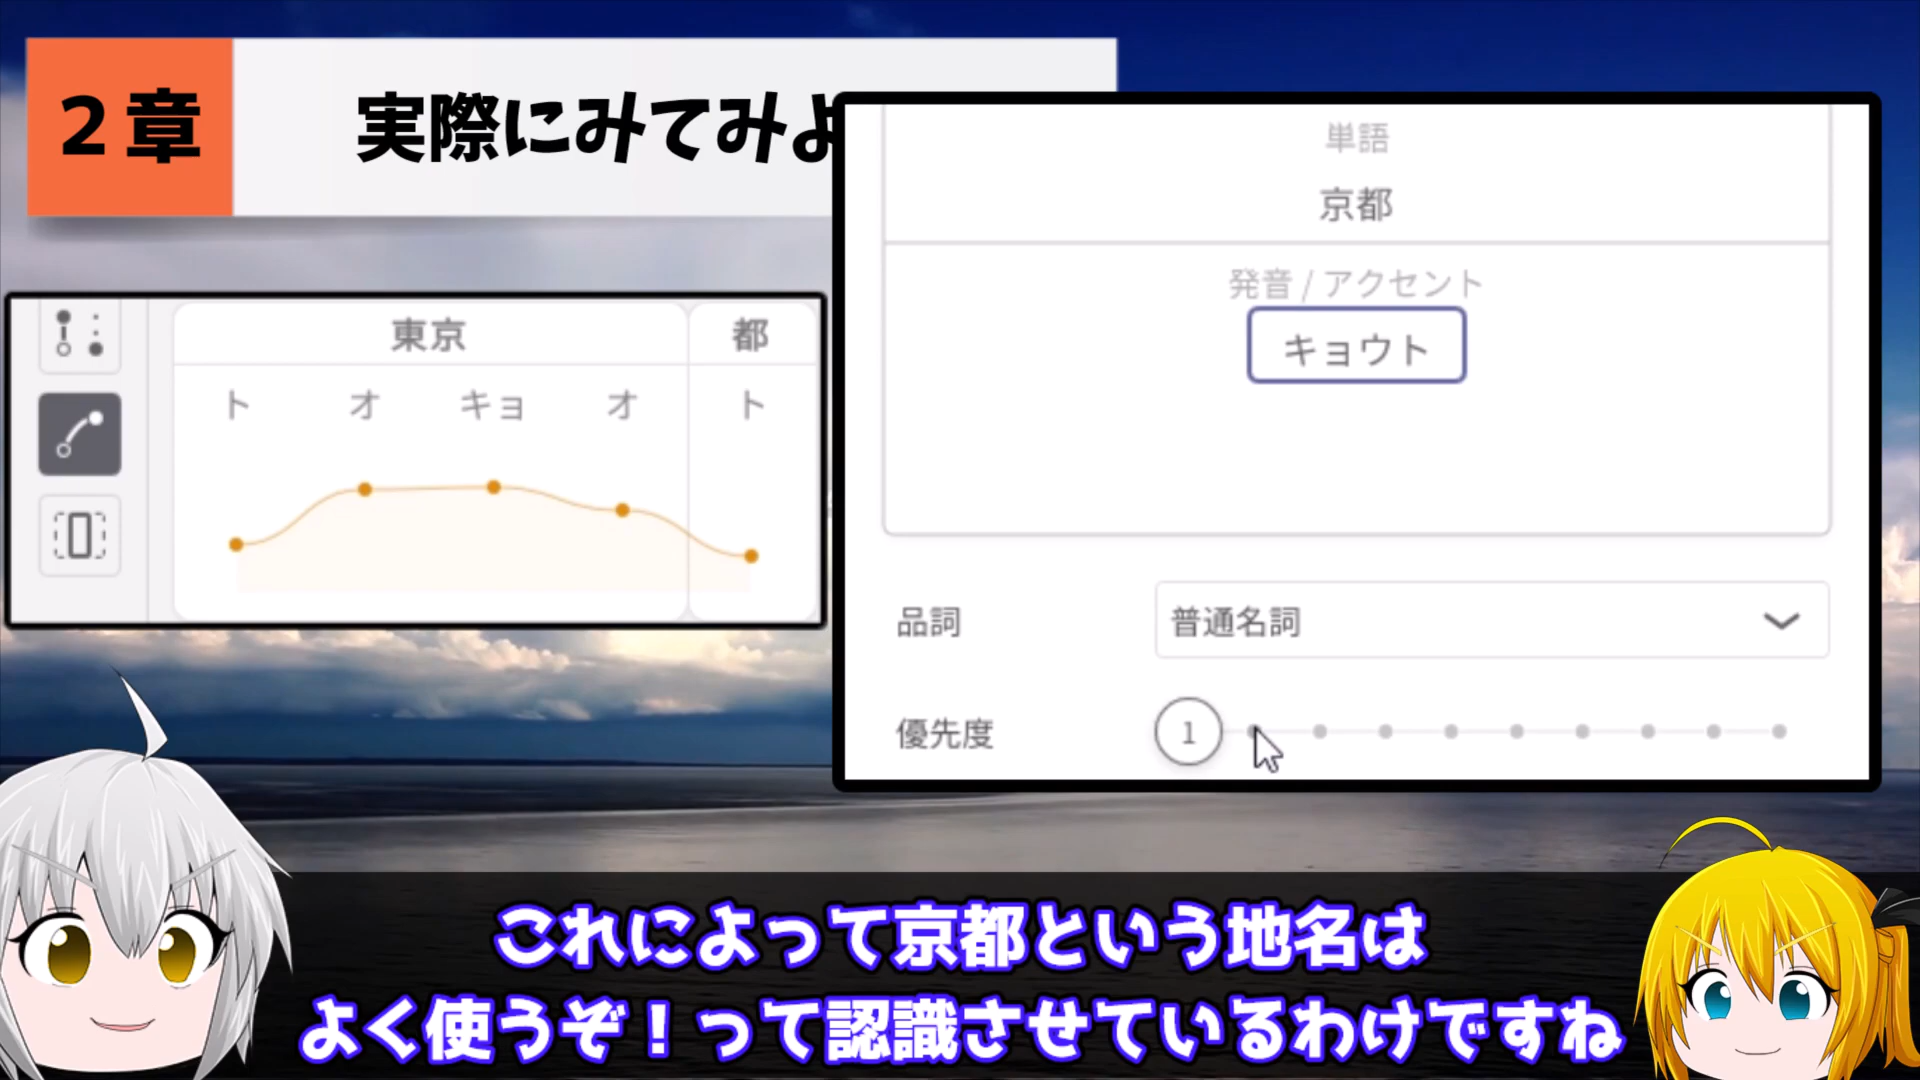 2章
実際にみてみよ
東京
都
ト オ キョ オ ト
単語
京都
発音 / アクセント
キョウト
品詞
普通名詞
優先度
1
これによって京都という地名は
よく使うぞ！って認識させているわけですね